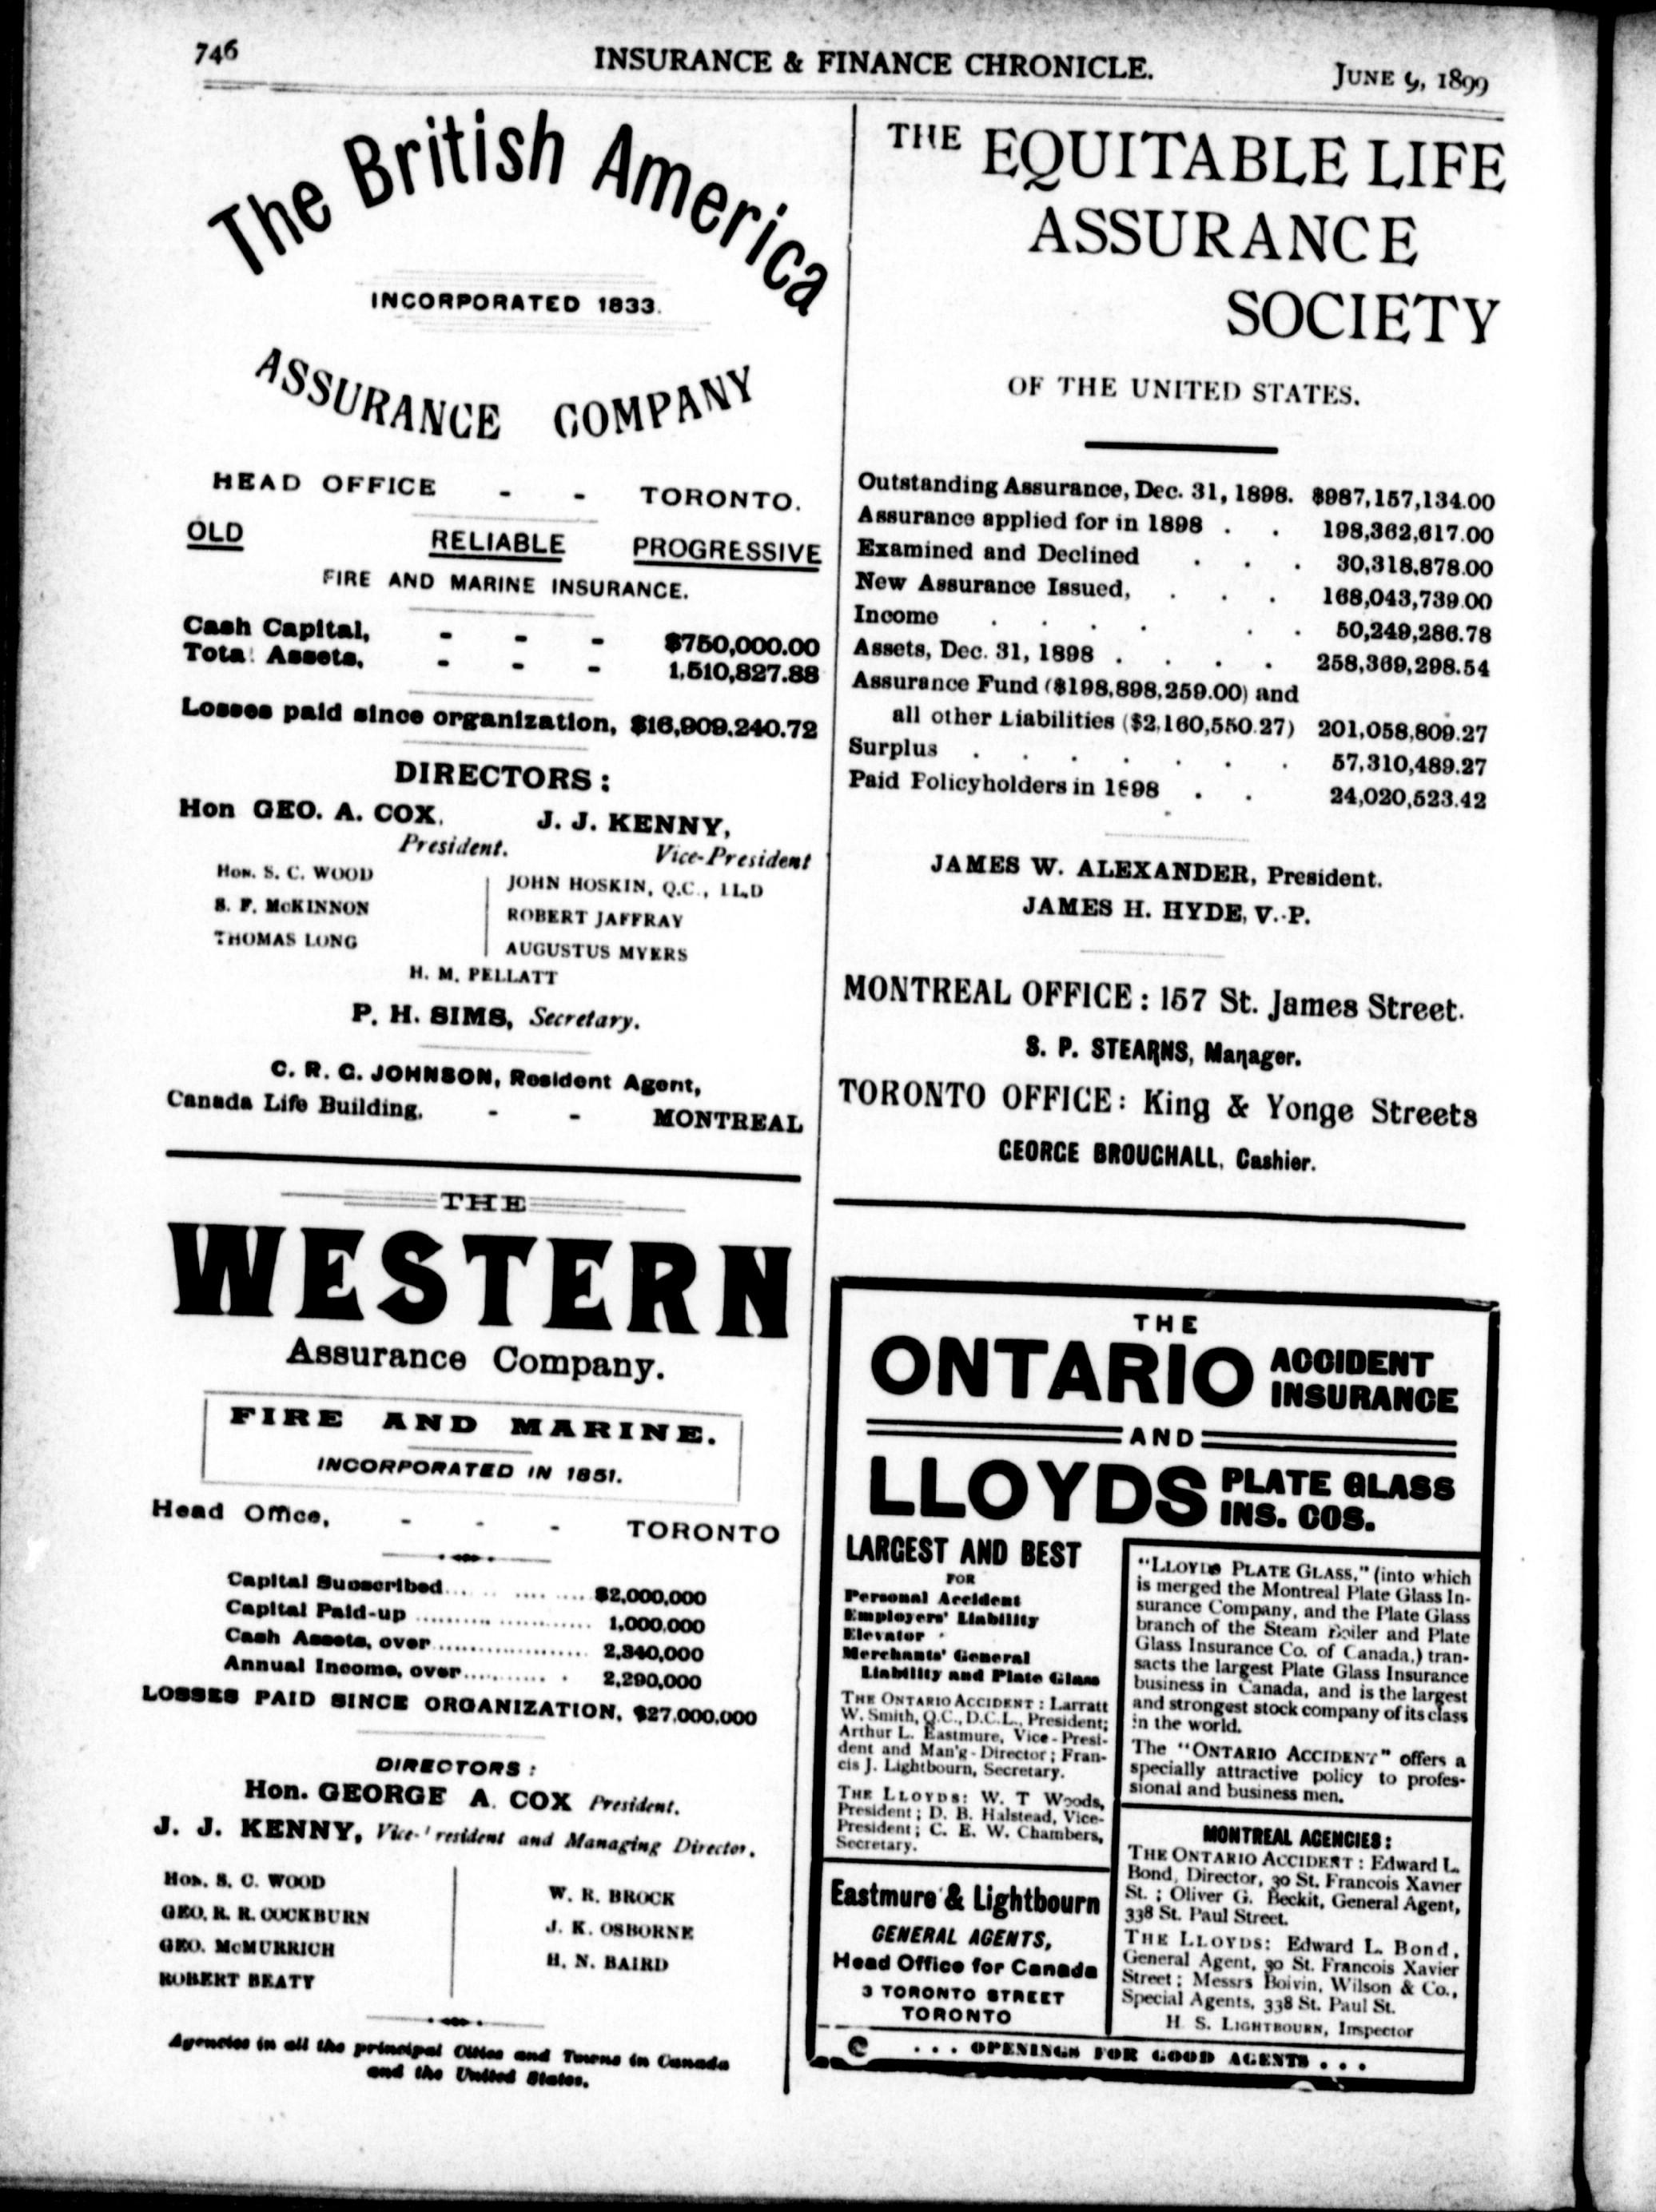 746
INSURANCE & FINANCE CHRONICLE.
JUNE 9, 1899
The British America
INCORPORATED 1833.
ASSURANCE COMPANY
HEAD OFFICE - - TORONTO.
OLD RELIABLE PROGRESSIVE
FIRE AND MARINE INSURANCE.
Cash Capital, - - - $750,000.00
Total Assets, - - - 1,510,827.88
Losses paid since organization, $16,909,240.72
DIRECTORS :
Hon GEO. A. COX, J. J. KENNY,
President. Vice-President
HON. S. C. WOOD
S. F. McKINNON
THOMAS LONG
JOHN HOSKIN, Q.C., LL.D
ROBERT JAFFRAY
AUGUSTUS MYERS
H. M. PELLATT
P. H. SIMS, Secretary.
C. R. G. JOHNSON, Resident Agent,
Canada Life Building, - - MONTREAL
THE
WESTERN
Assurance Company.
FIRE AND MARINE.
INCORPORATED IN 1851.
Head Office, - - - TORONTO
Capital Subscribed..... $2,000,000
Capital Paid-up ..................... 1,000,000
Cash Assets, over..................... 2,340,000
Annual Income, over........... . 2,290,000
LOSSES PAID SINCE ORGANIZATION, $27,000,000
DIRECTORS :
Hon. GEORGE A. COX President.
J. J. KENNY, Vice-President and Managing Director.
HON. S. C. WOOD
GEO. R. R. COCKBURN
GEO. McMURRICH
ROBERT BEATY
W. R. BROCK
J. K. OSBORNE
H. N. BAIRD
Agencies in all the principal Cities and Towns in Canada
and the United States.
THE EQUITABLE LIFE
ASSURANCE
SOCIETY
OF THE UNITED STATES.
Outstanding Assurance, Dec. 31, 1898. $987,157,134.00
Assurance applied for in 1898 . . 198,362,617.00
Examined and Declined . . . 30,318,878.00
New Assurance Issued, . . . 168,043,739.00
Income . . . . . . 50,249,286.78
Assets, Dec. 31, 1898 . . . . 258,369,298.54
Assurance Fund ($198,898,259.00) and
all other Liabilities ($2,160,550.27) 201,058,809.27
Surplus . . . . . . . 57,310,489.27
Paid Policyholders in 1898 . . 24,020,523.42
JAMES W. ALEXANDER, President.
JAMES H. HYDE, V.-P.
MONTREAL OFFICE : 157 St. James Street.
S. P. STEARNS, Manager.
TORONTO OFFICE: King & Yonge Streets
GEORGE BROUGHALL, Cashier.
THE
ONTARIO ACCIDENT
INSURANCE
AND
LLOYDS PLATE GLASS
INS. COS.
LARGEST AND BEST
FOR
Personal Accident
Employers' Liability
Elevator "
Merchants' General
Liability and Plate Glass
THE ONTARIO ACCIDENT : Larratt
W. Smith, Q.C., D.C.L., President;
Arthur L. Eastmure, Vice-Presi-
dent and Man'g-Director ; Fran-
cis J. Lightbourn, Secretary.
THE LLOYDS: W. T Woods,
President ; D. B. Halstead, Vice-
President ; C. E. W. Chambers,
Secretary.
Eastmure & Lightbourn
GENERAL AGENTS,
Head Office for Canada
3 TORONTO STREET
TORONTO
"LLOYDS PLATE GLASS," (into which
is merged the Montreal Plate Glass In-
surance Company, and the Plate Glass
branch of the Steam Boiler and Plate
Glass Insurance Co. of Canada,) tran-
sacts the largest Plate Glass Insurance
business in Canada, and is the largest
and strongest stock company of its class
in the world.
The "ONTARIO ACCIDENT" offers a
specially attractive policy to profes-
sional and business men.
MONTREAL AGENCIES :
THE ONTARIO ACCIDENT : Edward L.
Bond, Director, 30 St. Francois Xavier
St. ; Oliver G. Beckit, General Agent,
338 St. Paul Street.
THE LLOYDS: Edward L. Bond,
General Agent, 30 St. Francois Xavier
Street ; Messrs Boivin, Wilson & Co.,
Special Agents, 338 St. Paul St.
H S. LIGHTBOURN, Inspector
. . . OPENINGS FOR GOOD AGENTS . . .